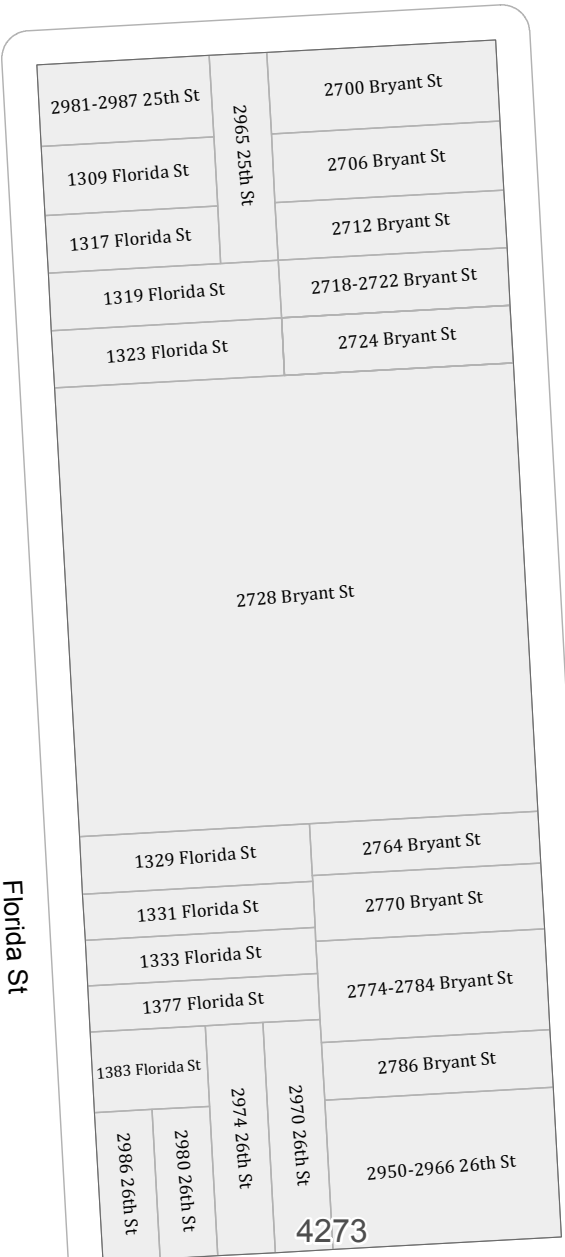 2981-2987 25th St
2965 25th St
2700 Bryant St
1309 Florida St
2706 Bryant St
1317 Florida St
2712 Bryant St
1319 Florida St
2718-2722 Bryant St
1323 Florida St
2724 Bryant St
2728 Bryant St
1329 Florida St
2764 Bryant St
1331 Florida St
2770 Bryant St
Florida St
1333 Florida St
1377 Florida St
2774-2784 Bryant St
1383 Florida St
2786 Bryant St
2986 26th St
2980 26th St
2974 26th St
2970 26th St
2950-2966 26th St
4273